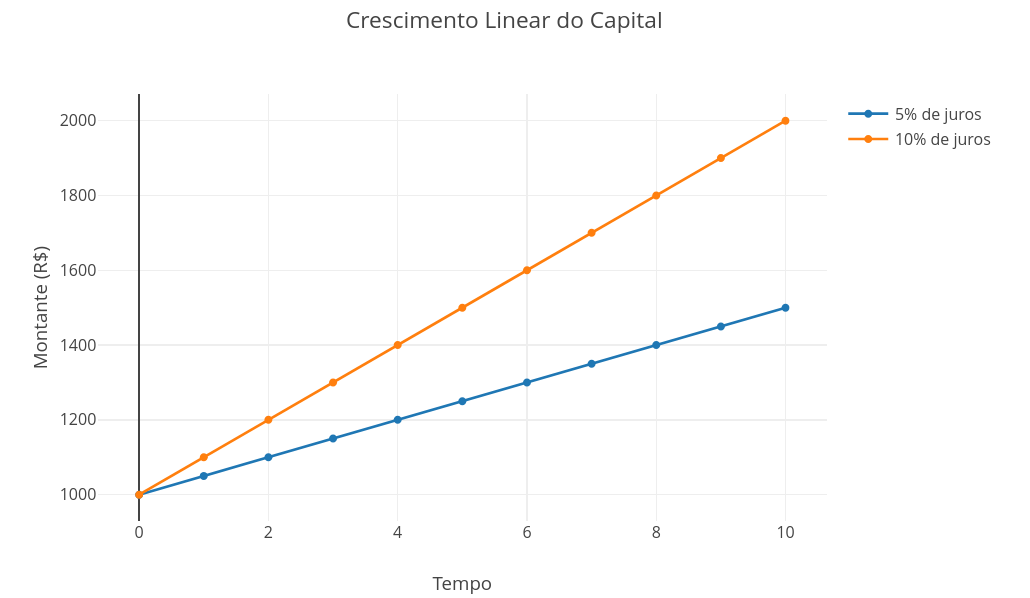 Crescimento Linear do Capital
5% de juros
10% de juros
Montante (R$)
2000
1800
1600
1400
1200
1000
0 2 4 6 8 10
Tempo